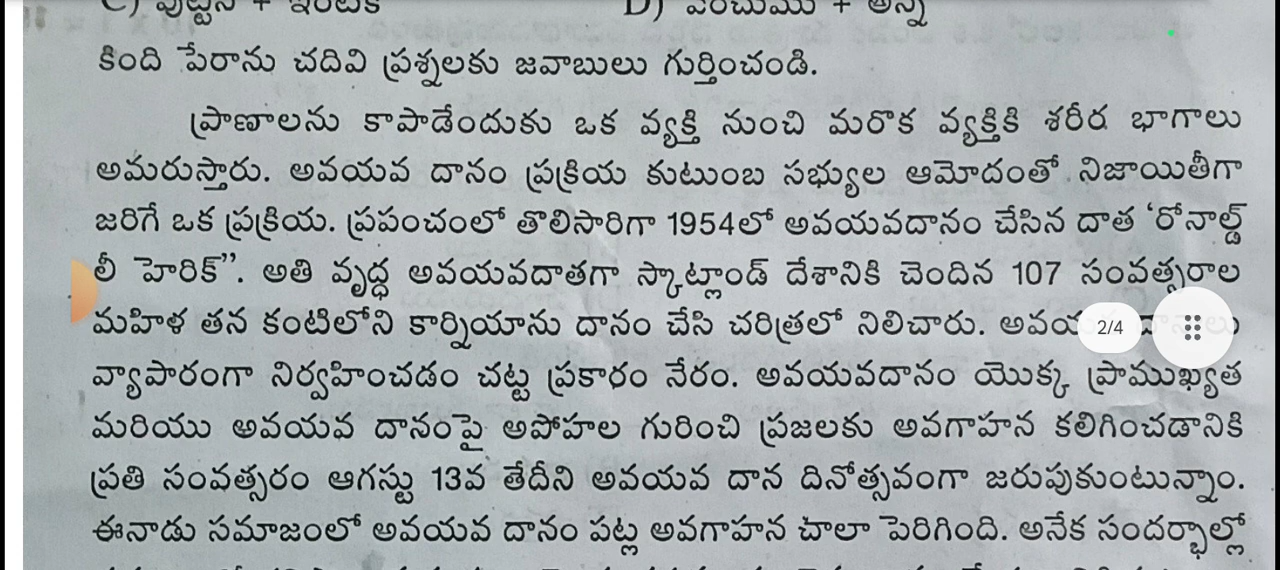 C) పుట్టిన + ఇంటికి
D) పంచుము + అన్న
కింది పేరాను చదివి ప్రశ్నలకు జవాబులు గుర్తించండి.
ప్రాణాలను కాపాడేందుకు ఒక వ్యక్తి నుంచి మరొక వ్యక్తికి శరీర భాగాలు
అమరుస్తారు. అవయవ దానం ప్రక్రియ కుటుంబ సభ్యుల ఆమోదంతో నిజాయితీగా
జరిగే ఒక ప్రక్రియ. ప్రపంచంలో తొలిసారిగా 1954లో అవయవదానం చేసిన దాత ‘రోనాల్డ్
లీ హెరిక్”. అతి వృద్ధ అవయవదాతగా స్కాట్లాండ్ దేశానికి చెందిన 107 సంవత్సరాల
మహిళ తన కంటిలోని కార్నియాను దానం చేసి చరిత్రలో నిలిచారు.
2/4
వ్యాపారంగా నిర్వహించడం చట్ట ప్రకారం నేరం. అవయవదానం యొక్క ప్రాముఖ్యత
మరియు అవయవ దానంపై అపోహల గురించి ప్రజలకు అవగాహన కలిగించడానికి
ప్రతి సంవత్సరం ఆగస్టు 13వ తేదీని అవయవ దాన దినోత్సవంగా జరుపుకుంటున్నాం.
ఈనాడు సమాజంలో అవయవ దానం పట్ల అవగాహన చాలా పెరిగింది. అనేక సందర్భాల్లో